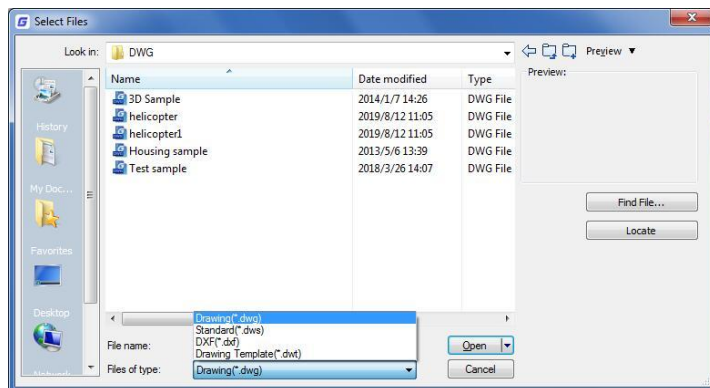 Select Files
Look in: DWG Preview ▼
Name Date modified Type
3D Sample 2014/1/7 14:26 DWG File
helicopter 2019/8/12 11:05 DWG File
helicopter1 2019/8/12 11:05 DWG File
Housing sample 2013/5/6 13:39 DWG File
Test sample 2018/3/26 14:07 DWG File
Preview:
History
My Doc...
Favorites
Desktop
Find File...
Locate
Drawing(*.dwg)
Standard(*.dws)
DXF(*.dxf)
Drawing Template(*.dwt)
File name: Open
Files of type: Drawing(*.dwg) Cancel